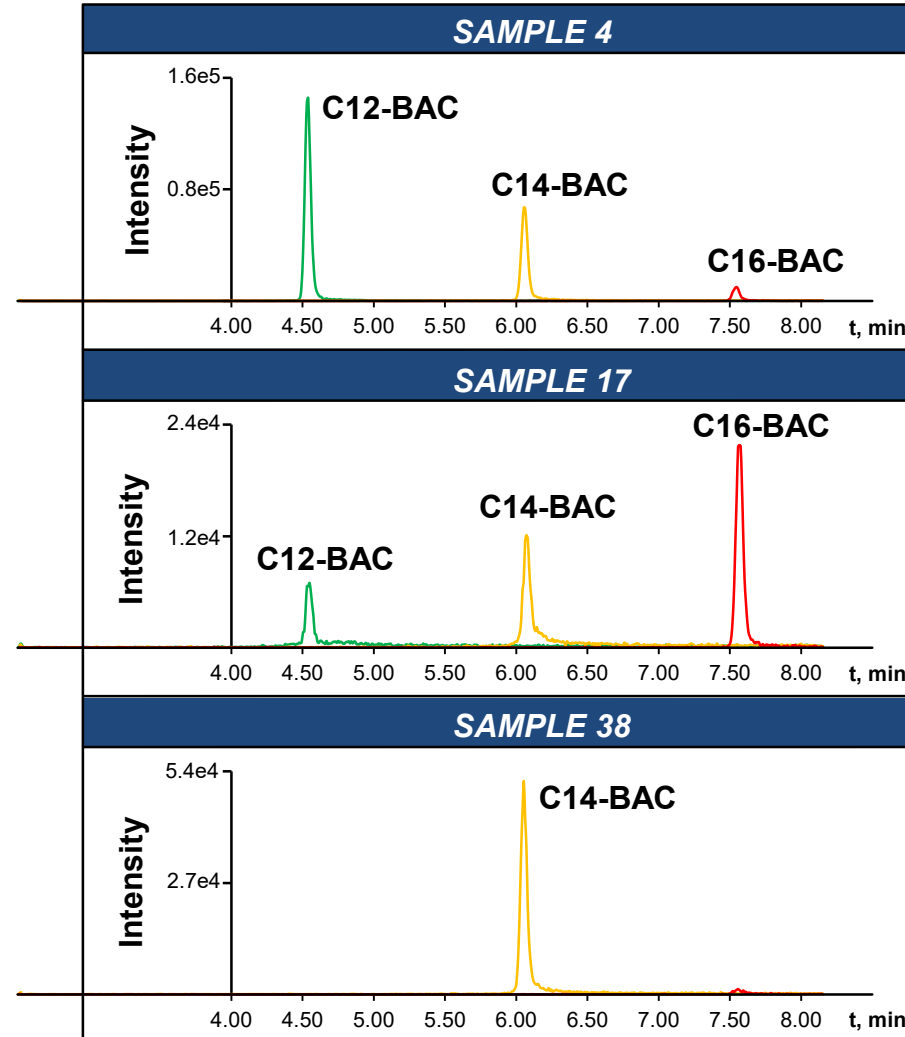 SAMPLE 4
1.6e5
C12-BAC
C14-BAC
0.8e5
Intensity
C16-BAC
4.00 4.50 5.00 5.50 6.00 6.50 7.00 7.50 8.00 t, min
SAMPLE 17
2.4e4
C16-BAC
C14-BAC
1.2e4
Intensity
C12-BAC
4.00 4.50 5.00 5.50 6.00 6.50 7.00 7.50 8.00 t, min
SAMPLE 38
5.4e4
C14-BAC
2.7e4
Intensity
4.00 4.50 5.00 5.50 6.00 6.50 7.00 7.50 8.00 t, min